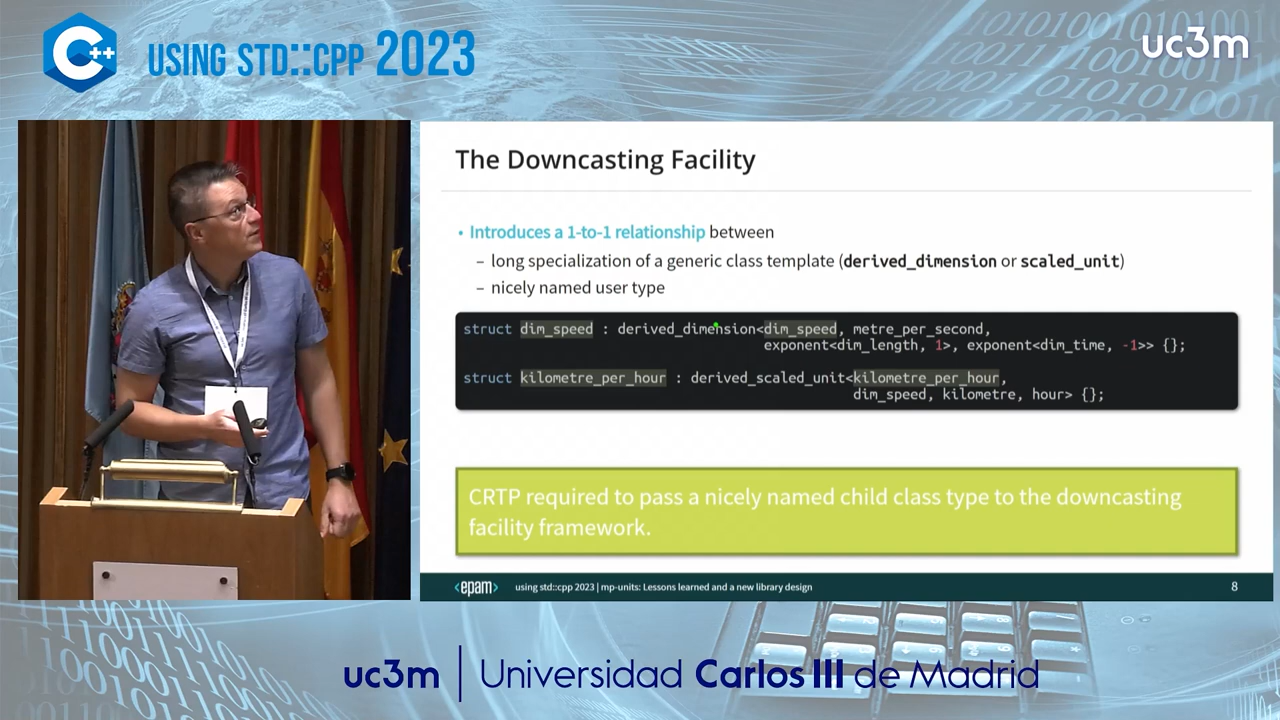 C++
USING STD::CPP 2023
uc3m
The Downcasting Facility
• Introduces a 1-to-1 relationship between
– long specialization of a generic class template (derived_dimension or scaled_unit)
– nicely named user type
struct dim_speed : derived_dimension<dim_speed, metre_per_second,
exponent<dim_length, 1>, exponent<dim_time, -1>> {};
struct kilometre_per_hour : derived_scaled_unit<kilometre_per_hour,
dim_speed, kilometre, hour> {};
CRTP required to pass a nicely named child class type to the downcasting
facility framework.
<epam>
using std::cpp 2023 | mp-units: Lessons learned and a new library design
8
uc3m | Universidad Carlos III de Madrid